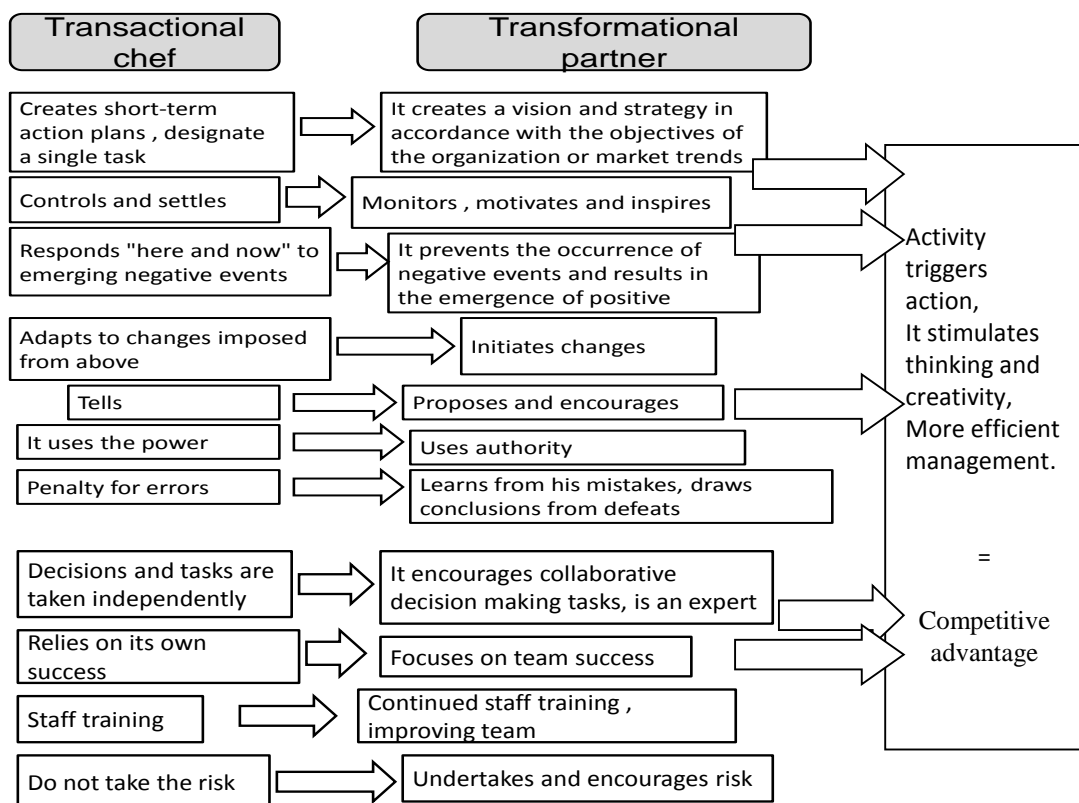 Transactional
chef
Transformational
partner
Creates short-term
action plans , designate
a single task
It creates a vision and strategy in
accordance with the objectives of
the organization or market trends
Controls and settles
Monitors , motivates and inspires
Responds "here and now" to
emerging negative events
It prevents the occurrence of
negative events and results in
the emergence of positive
Adapts to changes imposed
from above
Initiates changes
Tells
Proposes and encourages
It uses the power
Uses authority
Penalty for errors
Learns from his mistakes, draws
conclusions from defeats
Decisions and tasks are
taken independently
It encourages collaborative
decision making tasks, is an expert
Relies on its own
success
Focuses on team success
Staff training
Continued staff training ,
improving team
Do not take the risk
Undertakes and encourages risk
Activity
triggers
action,
It stimulates
thinking and
creativity,
More efficient
management.
=
Competitive
advantage